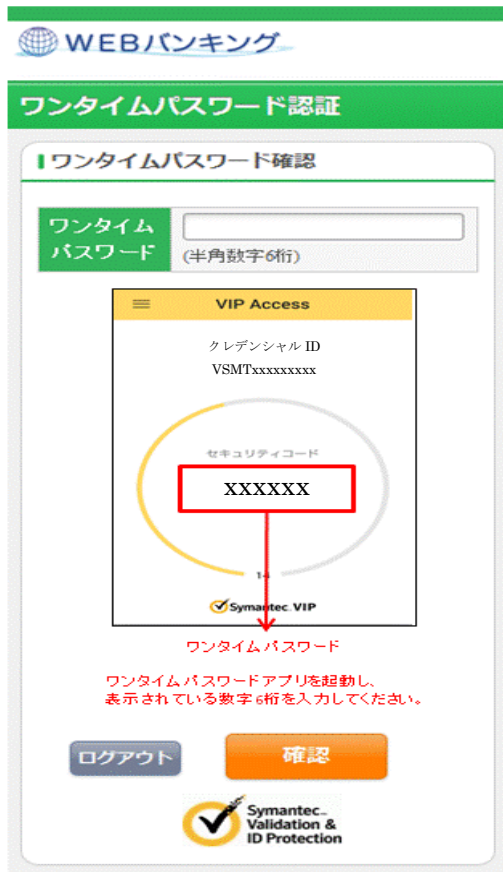 WEBバンキング
ワンタイムパスワード認証
ワンタイムパスワード確認
ワンタイム
パスワード
(半角数字6桁)
VIP Access
クレデンシャル ID
VSMTxxxxxxxxx
セキュリティコード
XXXXXX
14
Symantec. VIP
ワンタイムパスワード
ワンタイムパスワードアプリを起動し、
表示されている数字6桁を入力してください。
ログアウト
確認
Symantec.
Validation &
ID Protection